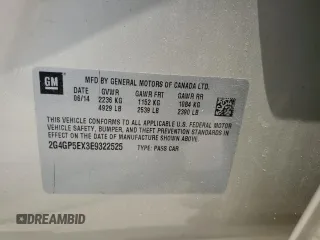 GM
MFD BY GENERAL MOTORS OF CANADA LTD.
DATE GVWR GAWR FRT GAWR RR
06/14 2236 KG 1152 KG 1084 KG
4929 LB 2539 LB 2390 LB
THIS VEHICLE CONFORMS TO ALL APPLICABLE U.S. FEDERAL MOTOR VEHICLE
SAFETY, BUMPER, AND THEFT PREVENTION STANDARDS IN EFFECT ON
THE DATE OF MANUFACTURE SHOWN ABOVE.
2G4GP5EX3E9322525 TYPE: PASS CAR
DREAMBID